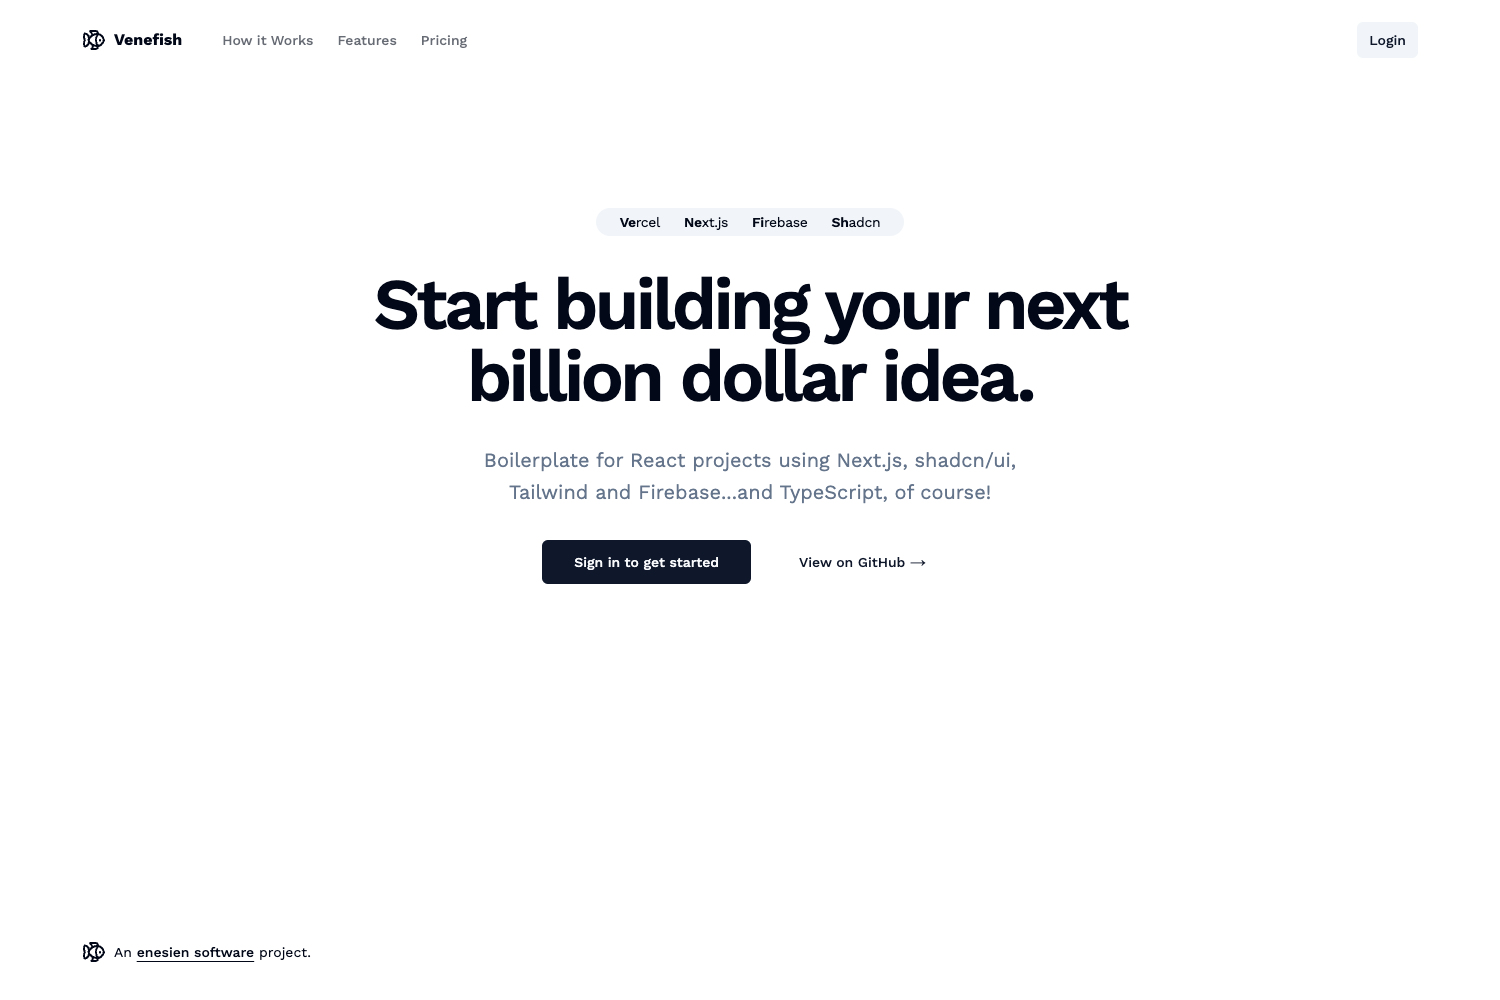 Venefish How it Works Features Pricing Login
Vercel Next.js Firebase Shadcn
Start building your next
billion dollar idea.
Boilerplate for React projects using Next.js, shadcn/ui,
Tailwind and Firebase...and TypeScript, of course!
Sign in to get started View on GitHub →
An enesien software project.